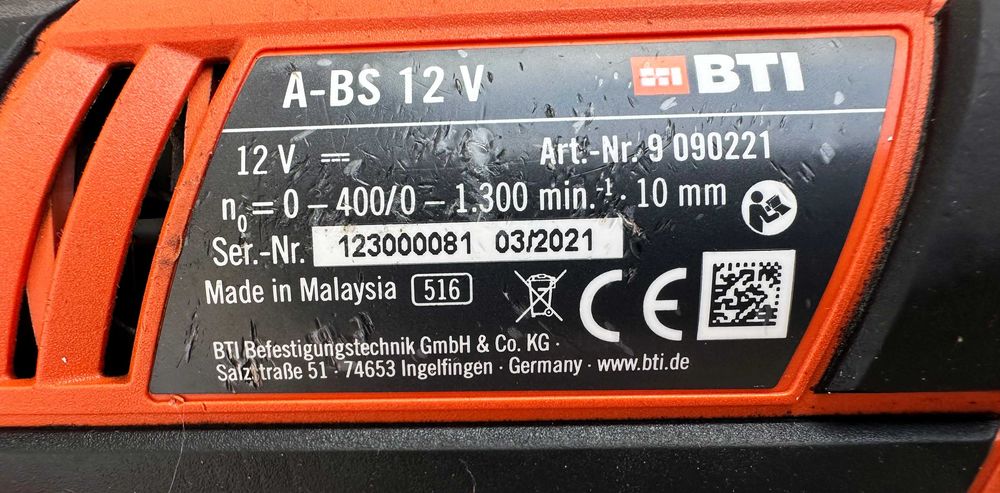 A-BS 12 V
BTI
12 V ⎓
Art.-Nr. 9 090221
n₀ = 0 – 400/0 – 1.300 min.⁻¹ · 10 mm
Ser.-Nr. 123000081 03/2021
Made in Malaysia 516
CE
BTI Befestigungstechnik GmbH & Co. KG ·
Salzstraße 51 · 74653 Ingelfingen · Germany · www.bti.de